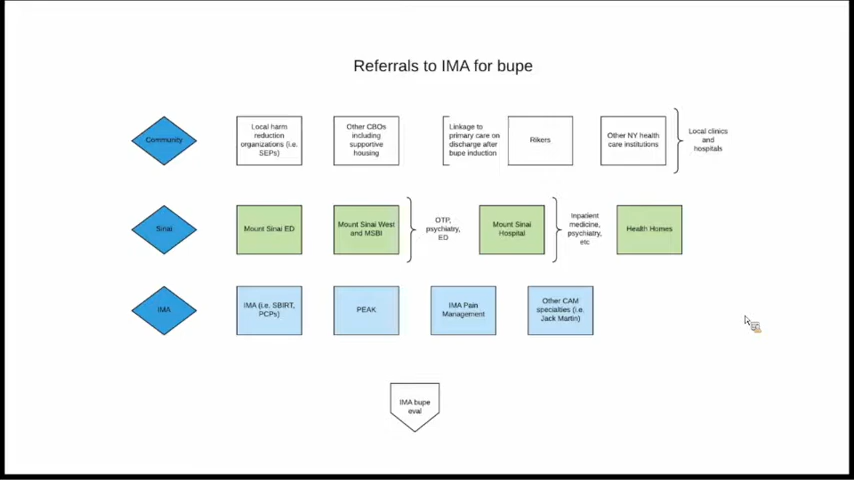 Referrals to IMA for bupe
Community
Local harm
reduction
organizations (i.e.
SEPs)
Other CBOs
including
supportive
housing
Linkage to
primary care on
discharge after
bupe induction
Rikers
Other NY health
care institutions
Local clinics
and
hospitals
Sinai
Mount Sinai ED
Mount Sinai West
and MSBI
OTP,
psychiatry,
ED
Mount Sinai
Hospital
Inpatient
medicine,
psychiatry,
etc
Health Homes
IMA
IMA (i.e. SBIRT,
PCPs)
PEAK
IMA Pain
Management
Other CAM
specialties (i.e.
Jack Martin)
IMA bupe
eval